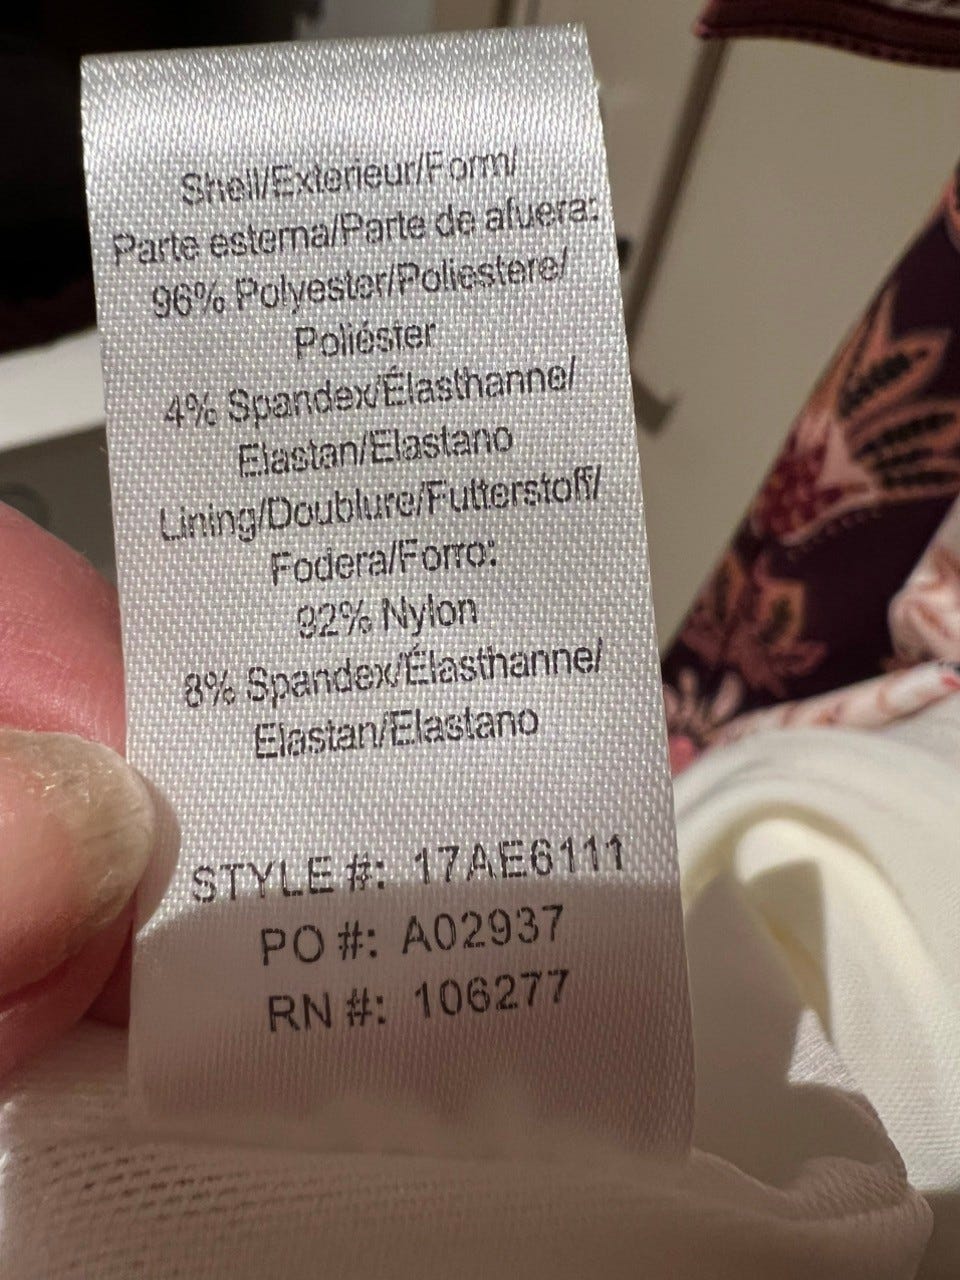 Shell/Exterieur/Form/
Parte esterna/Parte de afuera:
96% Polyester/Poliestere/
Poliéster
4% Spandex/Élasthanne/
Elastan/Elastano
Lining/Doublure/Futterstoff/
Fodera/Forro:
92% Nylon
8% Spandex/Élasthanne/
Elastan/Elastano
STYLE #: 17AE6111
PO #: A02937
RN #: 106277